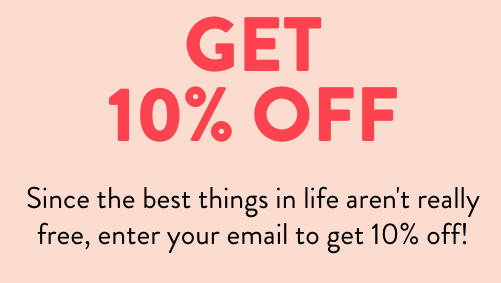 GET
10% OFF
Since the best things in life aren't really
free, enter your email to get 10% off!